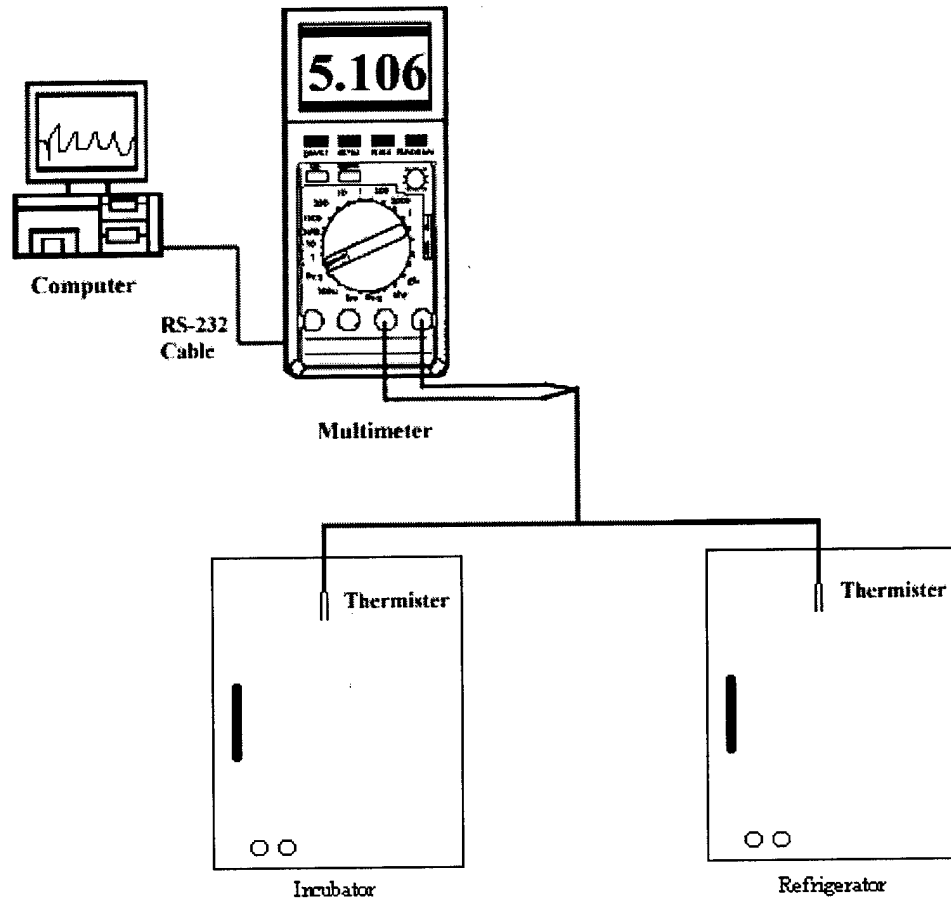 5.106
Computer
RS-232
Cable
Multimeter
Thermister
Thermister
Incubator
Refrigerator